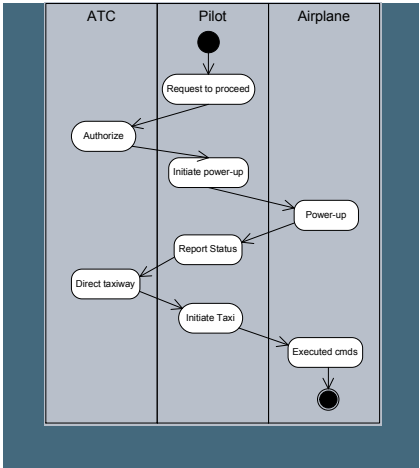 ATC Pilot Airplane
Request to proceed
Authorize
Initiate power-up
Power-up
Report Status
Direct taxiway
Initiate Taxi
Executed cmds